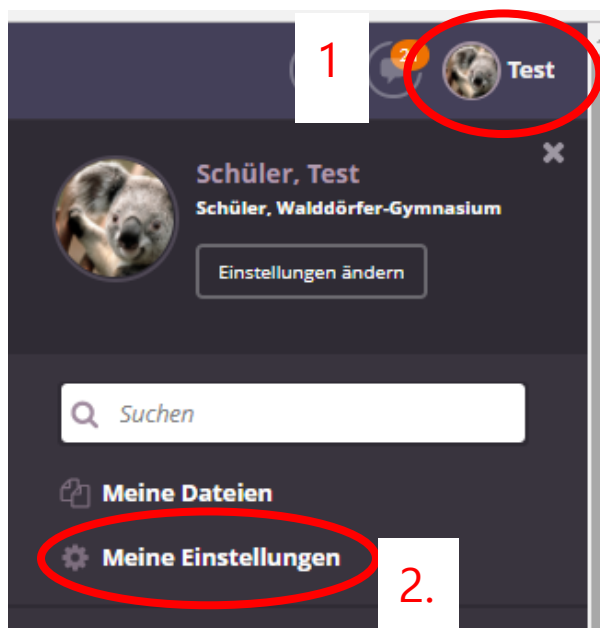 1
2
Test
Schüler, Test
Schüler, Walddörfer-Gymnasium
Einstellungen ändern
Suchen
Meine Dateien
Meine Einstellungen
2.